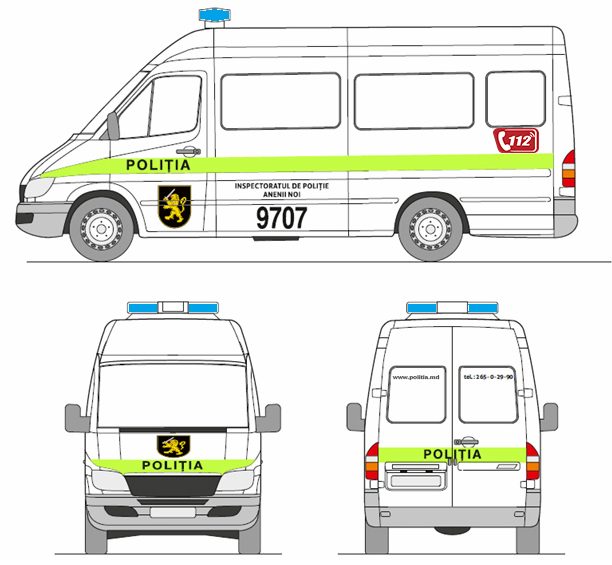 112
POLIȚIA
INSPECTORATUL DE POLIȚIE
ANENII NOI
9707
www.politia.md
tel.: 265-0-29-90
POLIȚIA
POLIȚIA